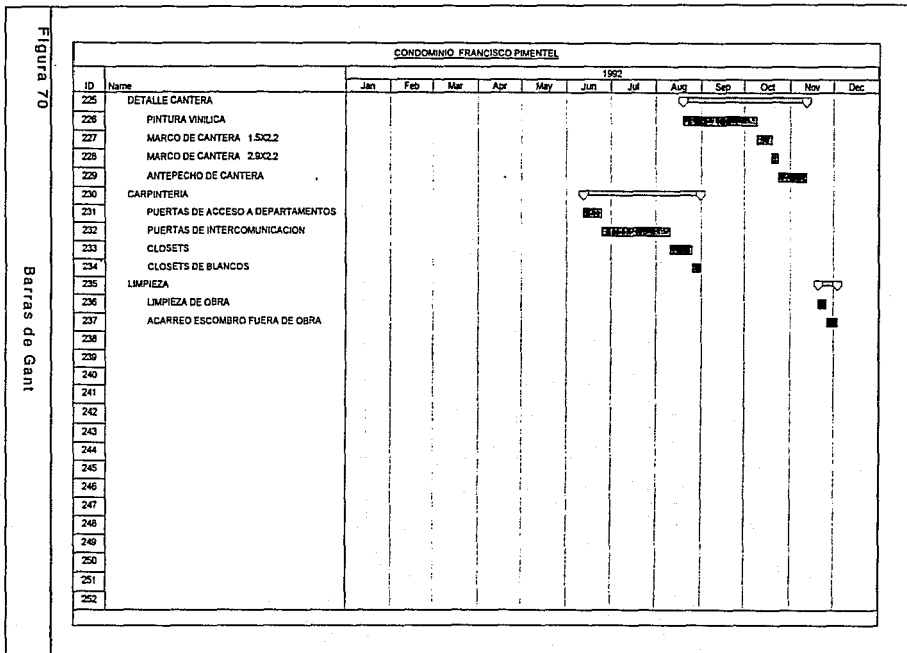 Figura 70
Barras de Gant
CONDOMINIO FRANCISCO PIMENTEL
1992
ID Name Jan Feb Mar Apr May Jun Jul Aug Sep Oct Nov Dec
225 DETALLE CANTERA
226 PINTURA VINILICA
227 MARCO DE CANTERA 1.5X2.2
228 MARCO DE CANTERA 2.9X2.2
229 ANTEPECHO DE CANTERA
230 CARPINTERIA
231 PUERTAS DE ACCESO A DEPARTAMENTOS
232 PUERTAS DE INTERCOMUNICACION
233 CLOSETS
234 CLOSETS DE BLANCOS
235 LIMPIEZA
236 LIMPIEZA DE OBRA
237 ACARREO ESCOMBRO FUERA DE OBRA
238
239
240
241
242
243
244
245
246
247
248
249
250
251
252